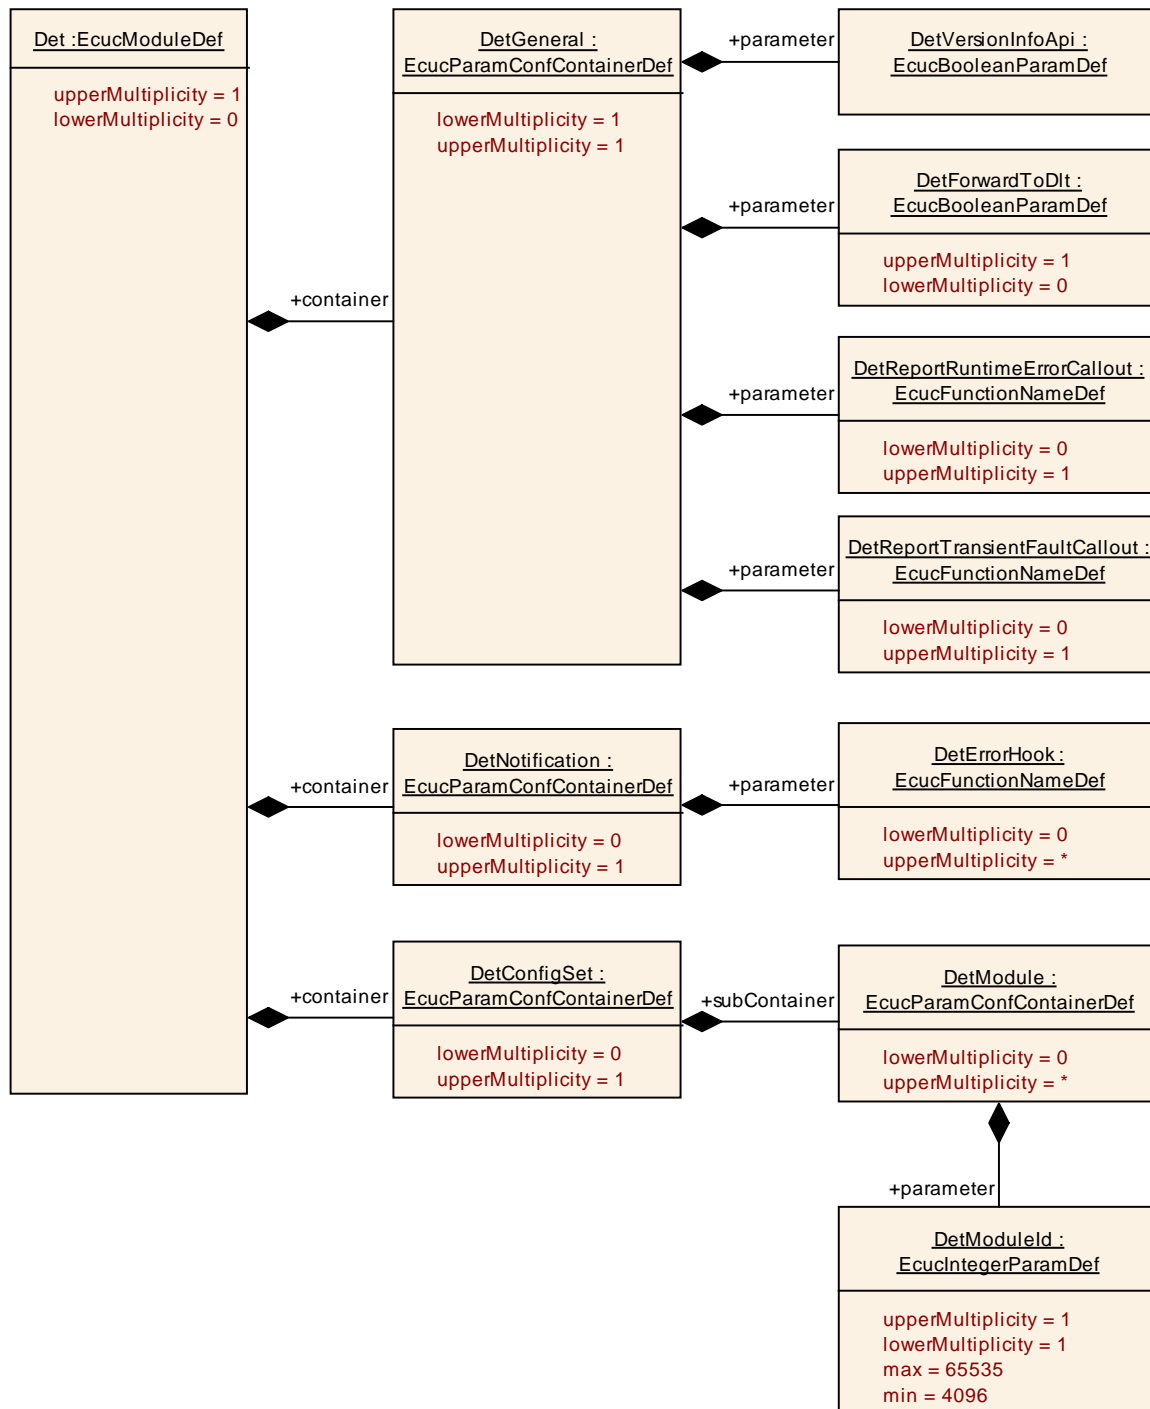 Det :EcucModuleDef
upperMultiplicity = 1
lowerMultiplicity = 0
+container
DetGeneral :
EcucParamConfContainerDef
lowerMultiplicity = 1
upperMultiplicity = 1
+parameter
DetVersionInfoApi :
EcucBooleanParamDef
+parameter
DetForwardToDlt :
EcucBooleanParamDef
upperMultiplicity = 1
lowerMultiplicity = 0
+parameter
DetReportRuntimeErrorCallout :
EcucFunctionNameDef
lowerMultiplicity = 0
upperMultiplicity = 1
+parameter
DetReportTransientFaultCallout :
EcucFunctionNameDef
lowerMultiplicity = 0
upperMultiplicity = 1
+container
DetNotification :
EcucParamConfContainerDef
lowerMultiplicity = 0
upperMultiplicity = 1
+parameter
DetErrorHook :
EcucFunctionNameDef
lowerMultiplicity = 0
upperMultiplicity = *
+container
DetConfigSet :
EcucParamConfContainerDef
lowerMultiplicity = 0
upperMultiplicity = 1
+subContainer
DetModule :
EcucParamConfContainerDef
lowerMultiplicity = 0
upperMultiplicity = *
+parameter
DetModuleId :
EcucIntegerParamDef
upperMultiplicity = 1
lowerMultiplicity = 1
max = 65535
min = 4096